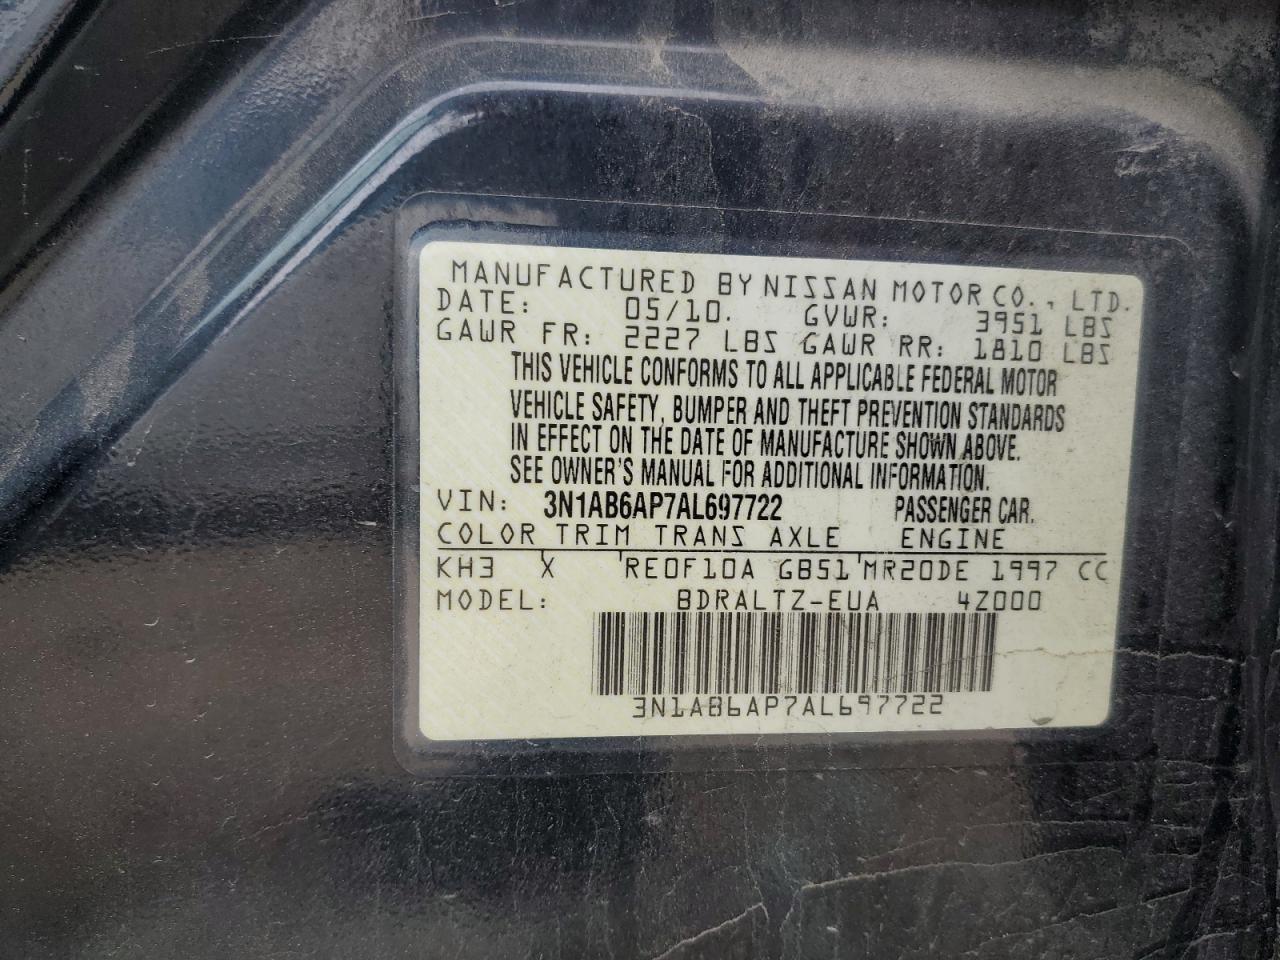 MANUFACTURED BY NISSAN MOTOR CO., LTD.
DATE: 05/10. GVWR: 3951 LBS
GAWR FR: 2227 LBS GAWR RR: 1810 LBS
THIS VEHICLE CONFORMS TO ALL APPLICABLE FEDERAL MOTOR
VEHICLE SAFETY, BUMPER AND THEFT PREVENTION STANDARDS
IN EFFECT ON THE DATE OF MANUFACTURE SHOWN ABOVE.
SEE OWNER'S MANUAL FOR ADDITIONAL INFORMATION.
VIN: 3N1AB6AP7AL697722 PASSENGER CAR.
COLOR TRIM TRANS AXLE ENGINE
KH3 X RE0F10A GB51 MR20DE 1997 CC
MODEL: BDRALTZ-EUA 4Z000
3N1AB6AP7AL697722